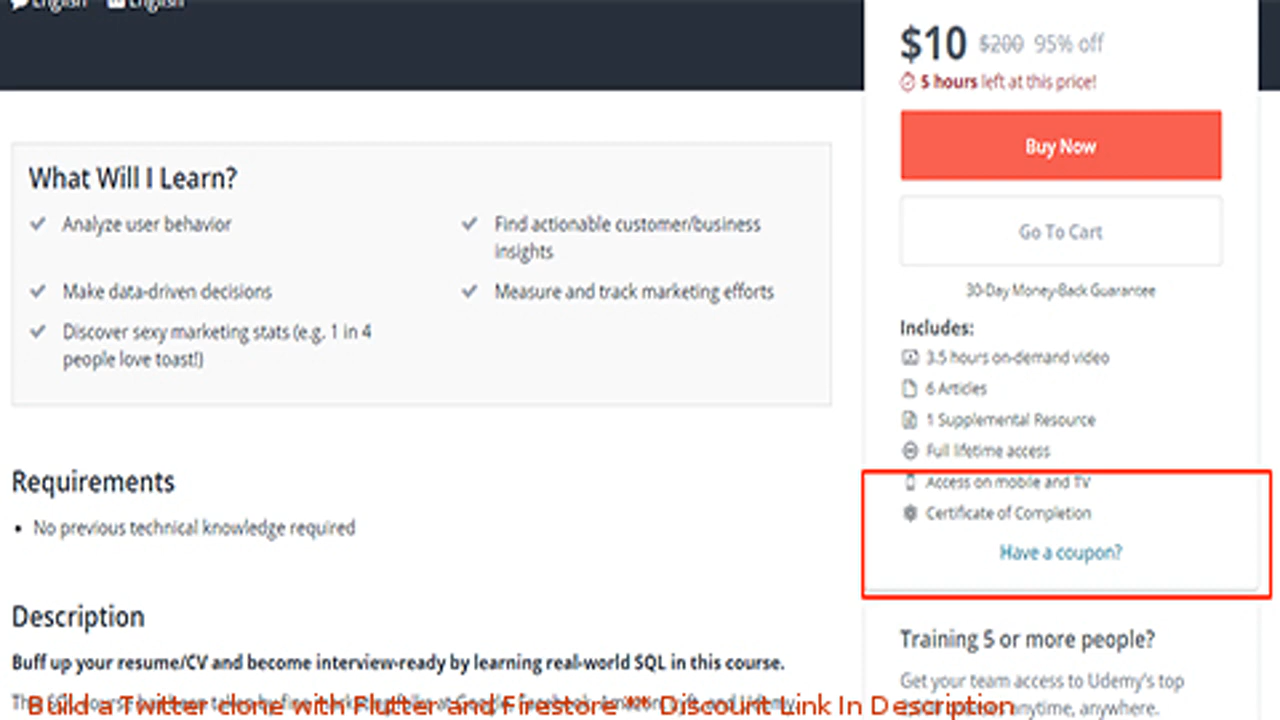 English English
What Will I Learn?
Analyze user behavior
Find actionable customer/business
insights
Make data-driven decisions
Measure and track marketing efforts
Discover sexy marketing stats (e.g. 1 in 4
people love toast!)
Requirements
No previous technical knowledge required
Description
Buff up your resume/CV and become interview-ready by learning real-world SQL in this course.
$10 $200 95% off
5 hours left at this price!
Buy Now
Go To Cart
30-Day Money-Back Guarantee
Includes:
3.5 hours on-demand video
6 Articles
1 Supplemental Resource
Full lifetime access
Access on mobile and TV
Certificate of Completion
Have a coupon?
Training 5 or more people?
Get your team access to Udemy's top
anytime, anywhere.
Build a Twitter clone with Flutter and Firestore Discount Link In Description